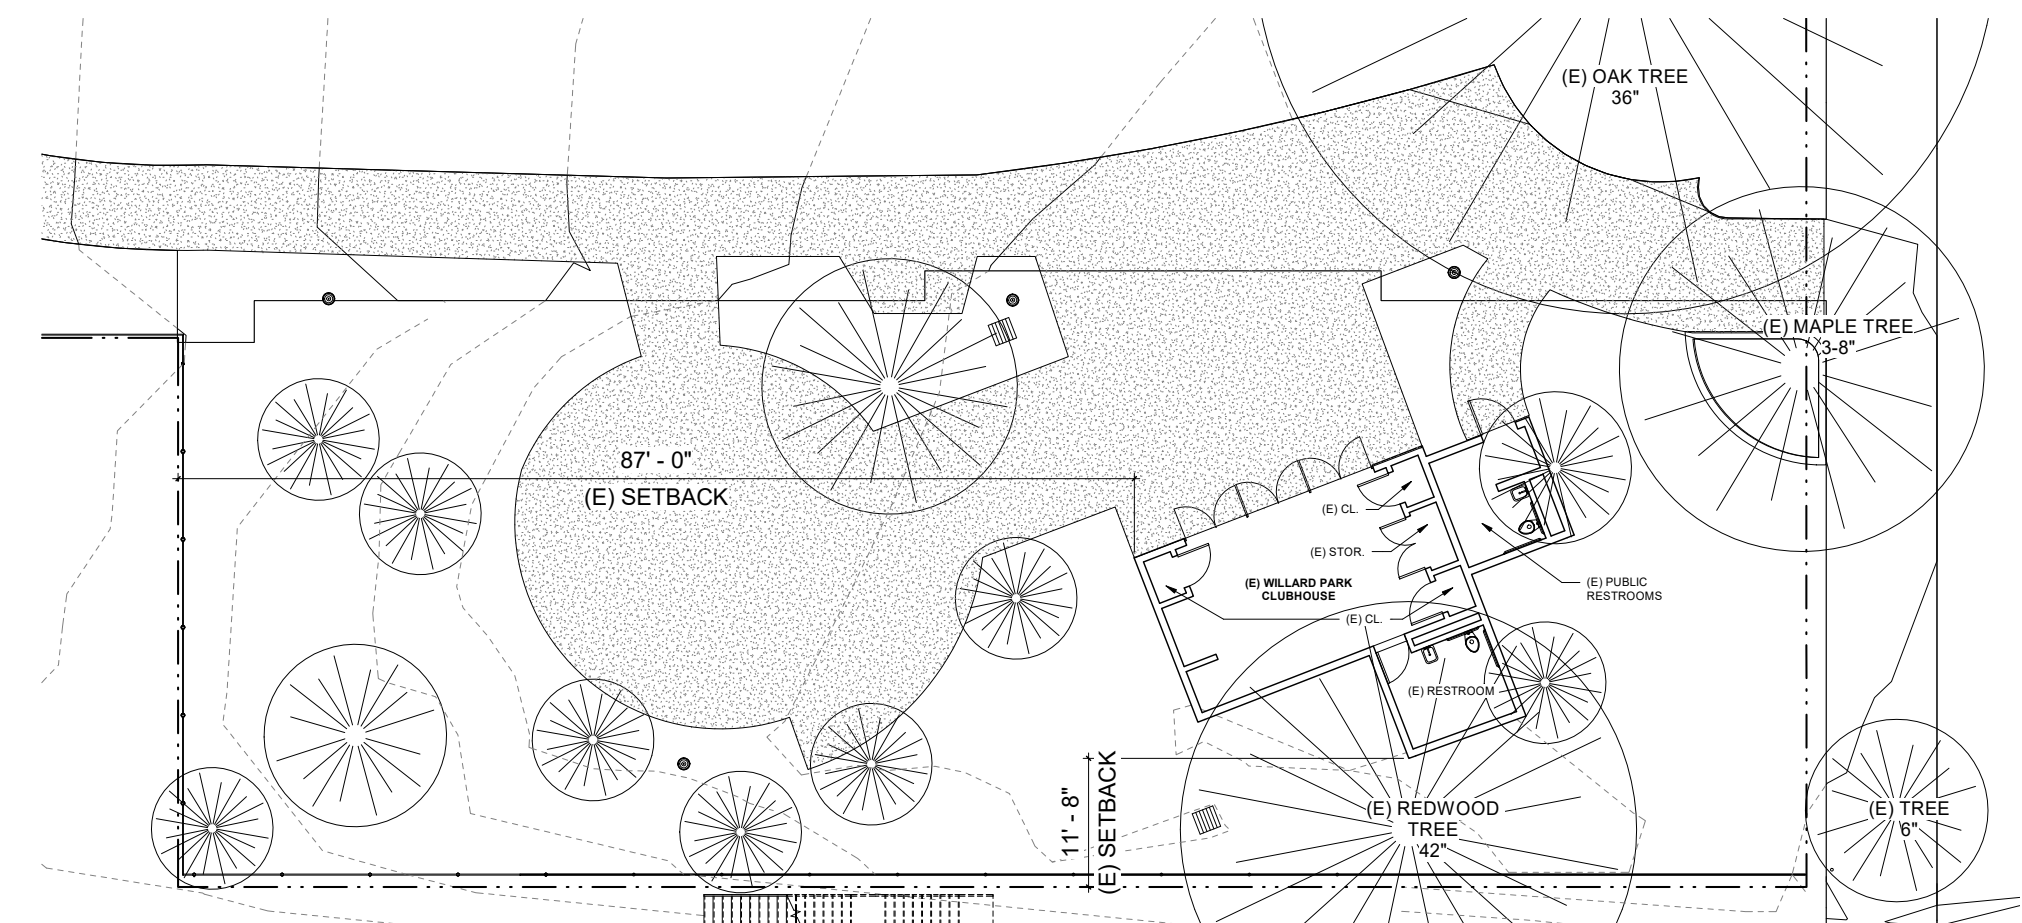 (E) OAK TREE
36"
(E) MAPLE TREE
3-8"
87' - 0"
(E) SETBACK
(E) CL.
(E) STOR.
(E) WILLARD PARK
CLUBHOUSE
(E) PUBLIC
RESTROOMS
(E) CL.
(E) RESTROOM
11' - 8"
(E) SETBACK
(E) REDWOOD
TREE
42"
(E) TREE
6"